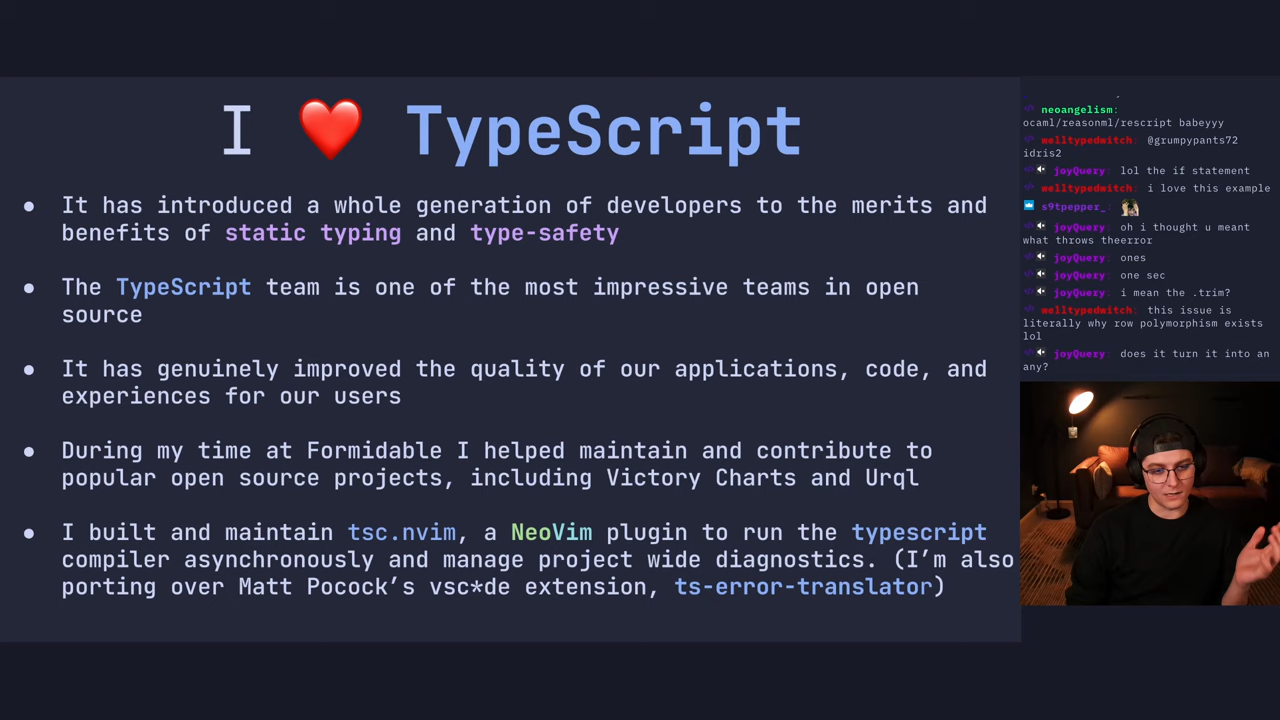 I ❤️ TypeScript
● It has introduced a whole generation of developers to the merits and
benefits of static typing and type-safety
● The TypeScript team is one of the most impressive teams in open
source
● It has genuinely improved the quality of our applications, code, and
experiences for our users
● During my time at Formidable I helped maintain and contribute to
popular open source projects, including Victory Charts and Urql
● I built and maintain tsc.nvim, a NeoVim plugin to run the typescript
compiler asynchronously and manage project wide diagnostics. (I’m also
porting over Matt Pocock’s vsc*de extension, ts-error-translator)
neoangelism:
ocaml/reasonml/rescript babeyyy
welltypedwitch: @grumpypants72
idris2
joyQuery: lol the if statement
welltypedwitch: i love this example
s9tpepper_:
joyQuery: oh i thought u meant
what throws theerror
joyQuery: ones
joyQuery: one sec
joyQuery: i mean the .trim?
welltypedwitch: this issue is
literally why row polymorphism exists
lol
joyQuery: does it turn it into an
any?